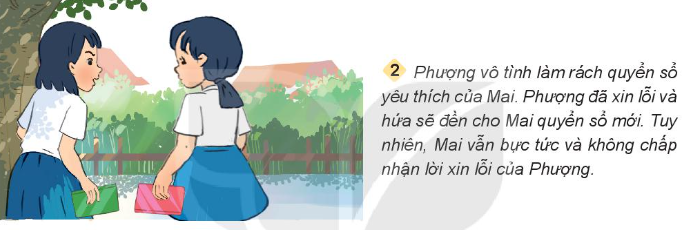 2 Phượng vô tình làm rách quyển sổ
yêu thích của Mai. Phượng đã xin lỗi và
hứa sẽ đền cho Mai quyển sổ mới. Tuy
nhiên, Mai vẫn bực tức và không chấp
nhận lời xin lỗi của Phượng.